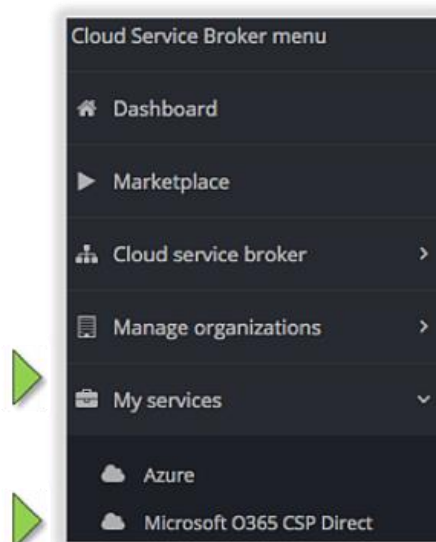 Cloud Service Broker menu
Dashboard
Marketplace
Cloud service broker
Manage organizations
My services
Azure
Microsoft O365 CSP Direct